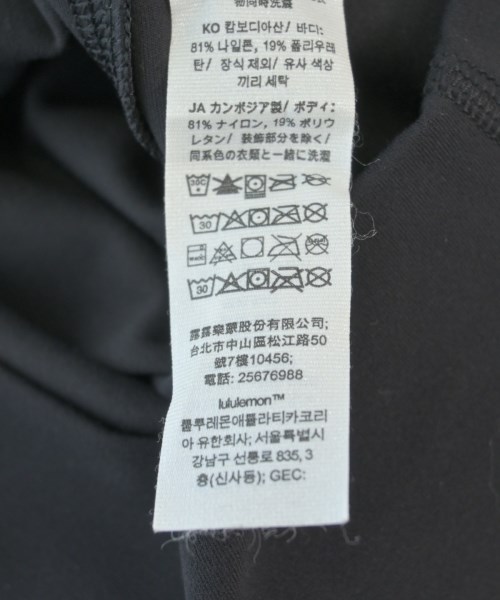 KO 캄보디아산/ 바디:
81% 나일론, 19% 폴리우레
탄/ 장식 제외/ 유사 색상
끼리 세탁
JA カンボジア製/ ボディ:
81% ナイロン, 19% ポリウ
レタン/ 装飾部分を除く/
同系色の衣類と一緒に洗濯
30C
30
30
露露樂蒙股份有限公司;
台北市中山區松江路50
號7樓10456;
電話: 25676988
lululemon™
룰루레몬애틀라티카코리
아 유한회사; 서울특별시
강남구 선릉로 835, 3
층(신사동); GEC: